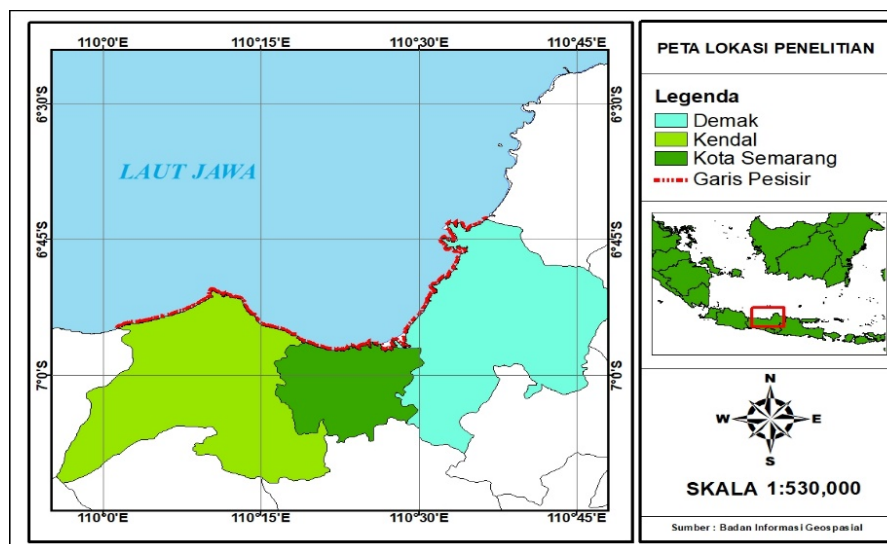 110°0'E 110°15'E 110°30'E 110°45'E
6°30'S 6°30'S
LAUT JAWA
6°45'S 6°45'S
7°0'S 7°0'S
110°0'E 110°15'E 110°30'E 110°45'E
PETA LOKASI PENELITIAN
Legenda
Demak
Kendal
Kota Semarang
Garis Pesisir
N
W E
S
SKALA 1:530,000
Sumber : Badan Informasi Geospasial